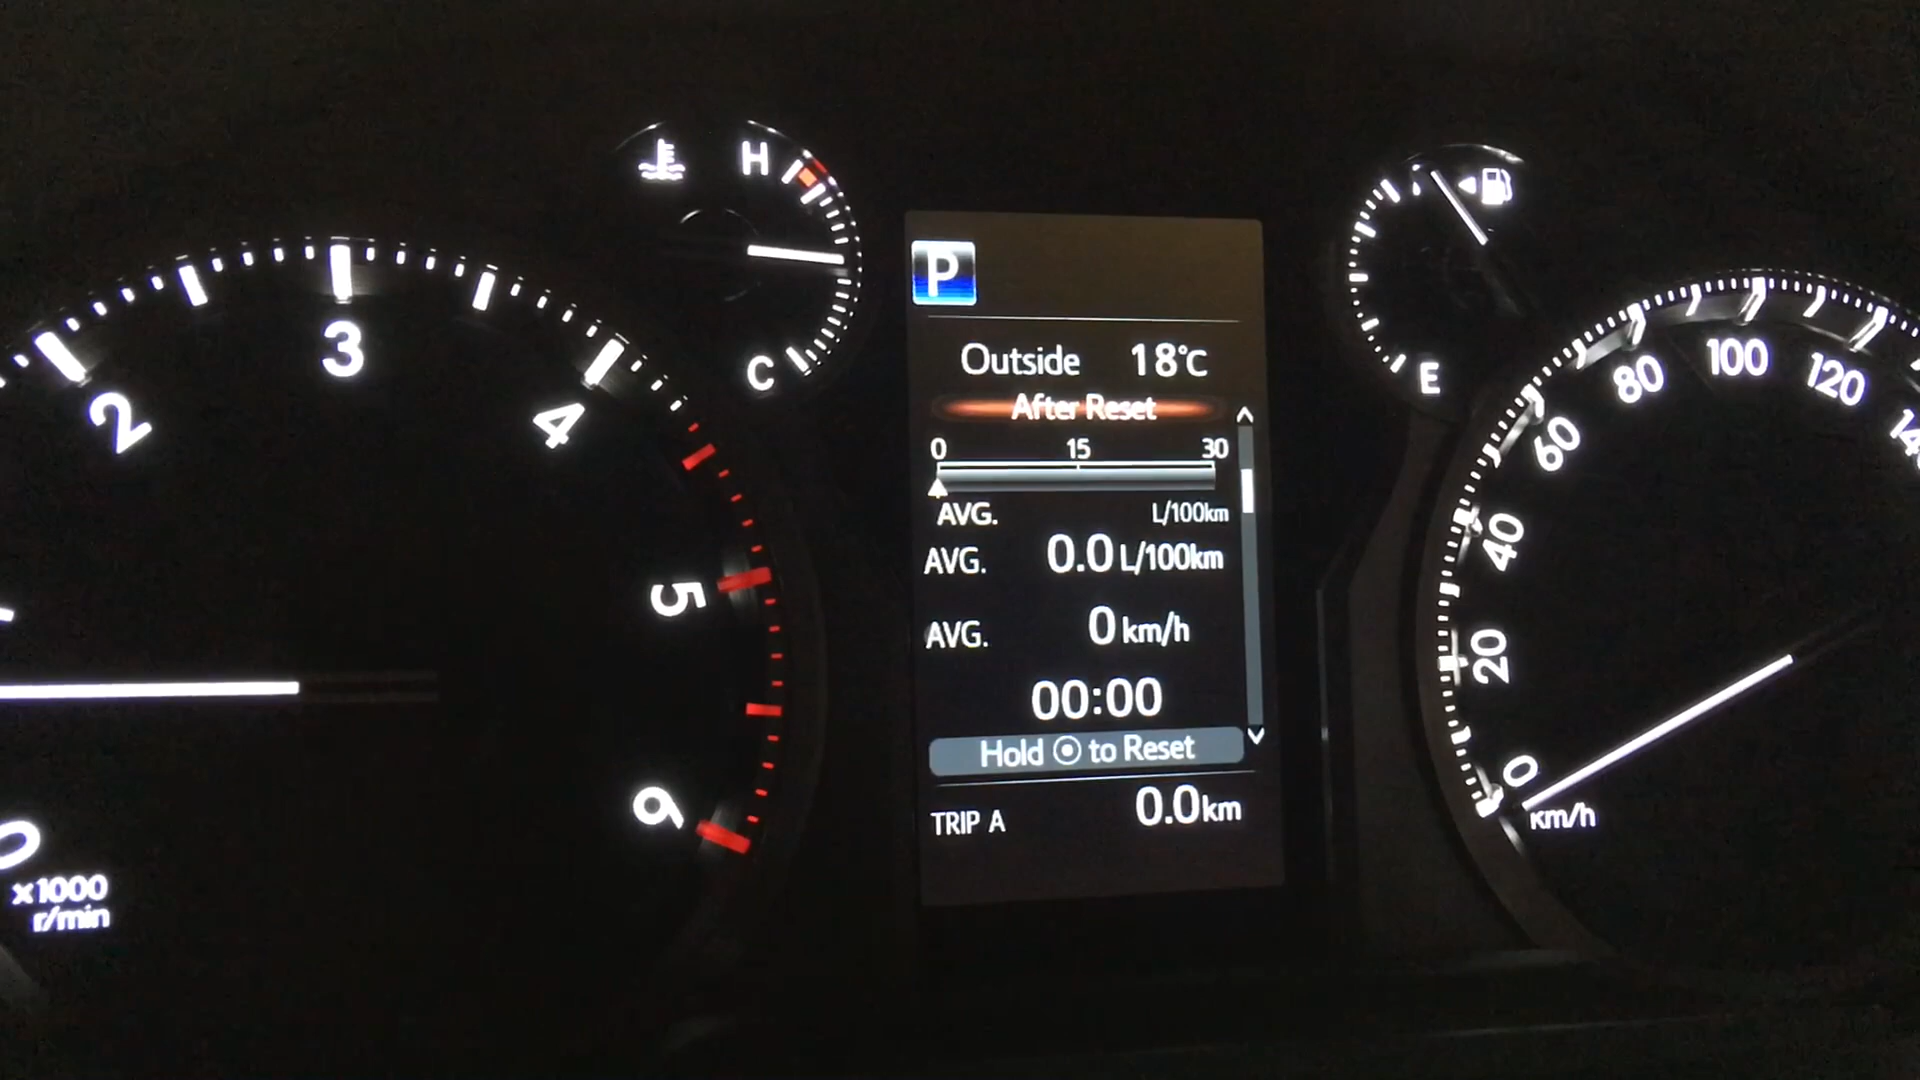 H
C
2
3
4
5
6
0
x1000
r/min
P
Outside 18°C
After Reset
0 15 30
AVG. L/100km
AVG. 0.0 L/100km
AVG. 0 km/h
00:00
Hold to Reset
TRIP A 0.0km
E
0
20
40
60
80
100
120
km/h